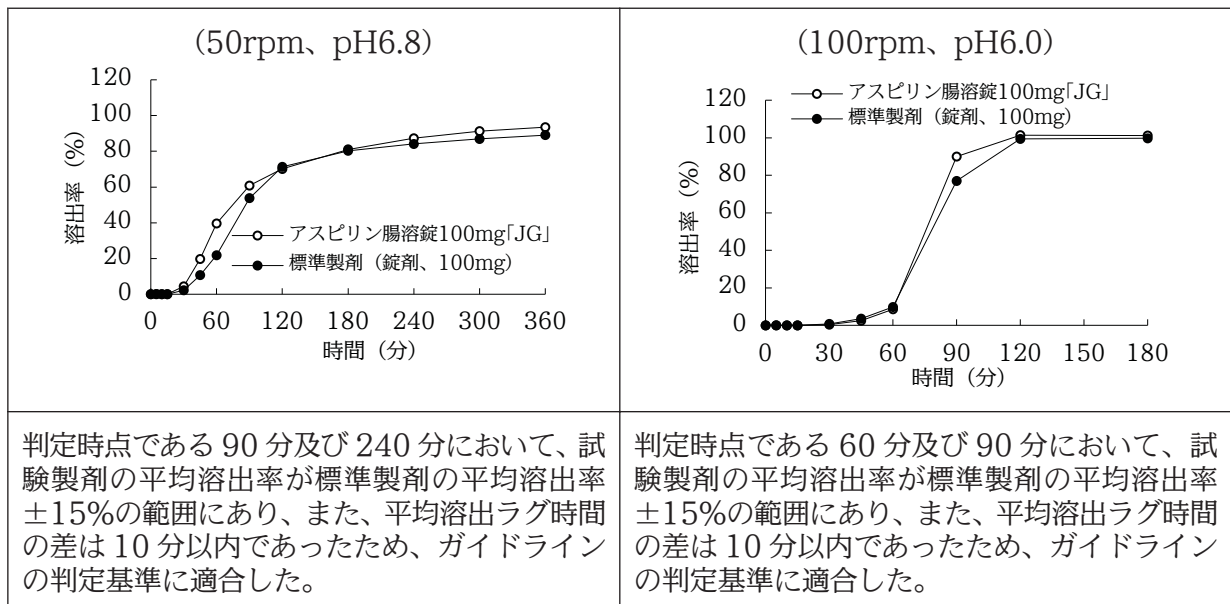 (50rpm、pH6.8)
120
100
80
60
40
20
0
溶出率 (%)
アスピリン腸溶錠100mg｢JG｣
標準製剤 (錠剤、100mg)
0 60 120 180 240 300 360
時間 (分)
判定時点である 90 分及び 240 分において、試
験製剤の平均溶出率が標準製剤の平均溶出率
±15%の範囲にあり、また、平均溶出ラグ時間
の差は 10 分以内であったため、ガイドライン
の判定基準に適合した。
(100rpm、pH6.0)
120
100
80
60
40
20
0
溶出率 (%)
アスピリン腸溶錠100mg｢JG｣
標準製剤 (錠剤、100mg)
0 30 60 90 120 150 180
時間 (分)
判定時点である 60 分及び 90 分において、試
験製剤の平均溶出率が標準製剤の平均溶出率
±15%の範囲にあり、また、平均溶出ラグ時間
の差は 10 分以内であったため、ガイドライン
の判定基準に適合した。